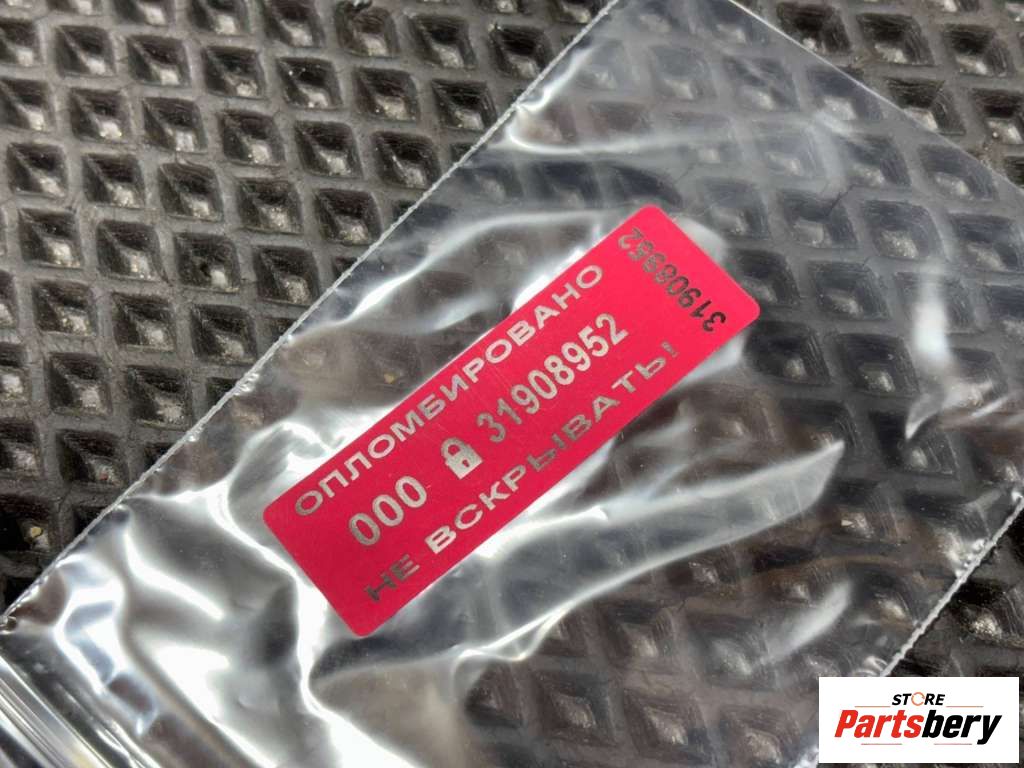 ОПЛОМБИРОВАНО
000 31908952
НЕ ВСКРЫВАТЬ!
31908952
STORE
Partsbery